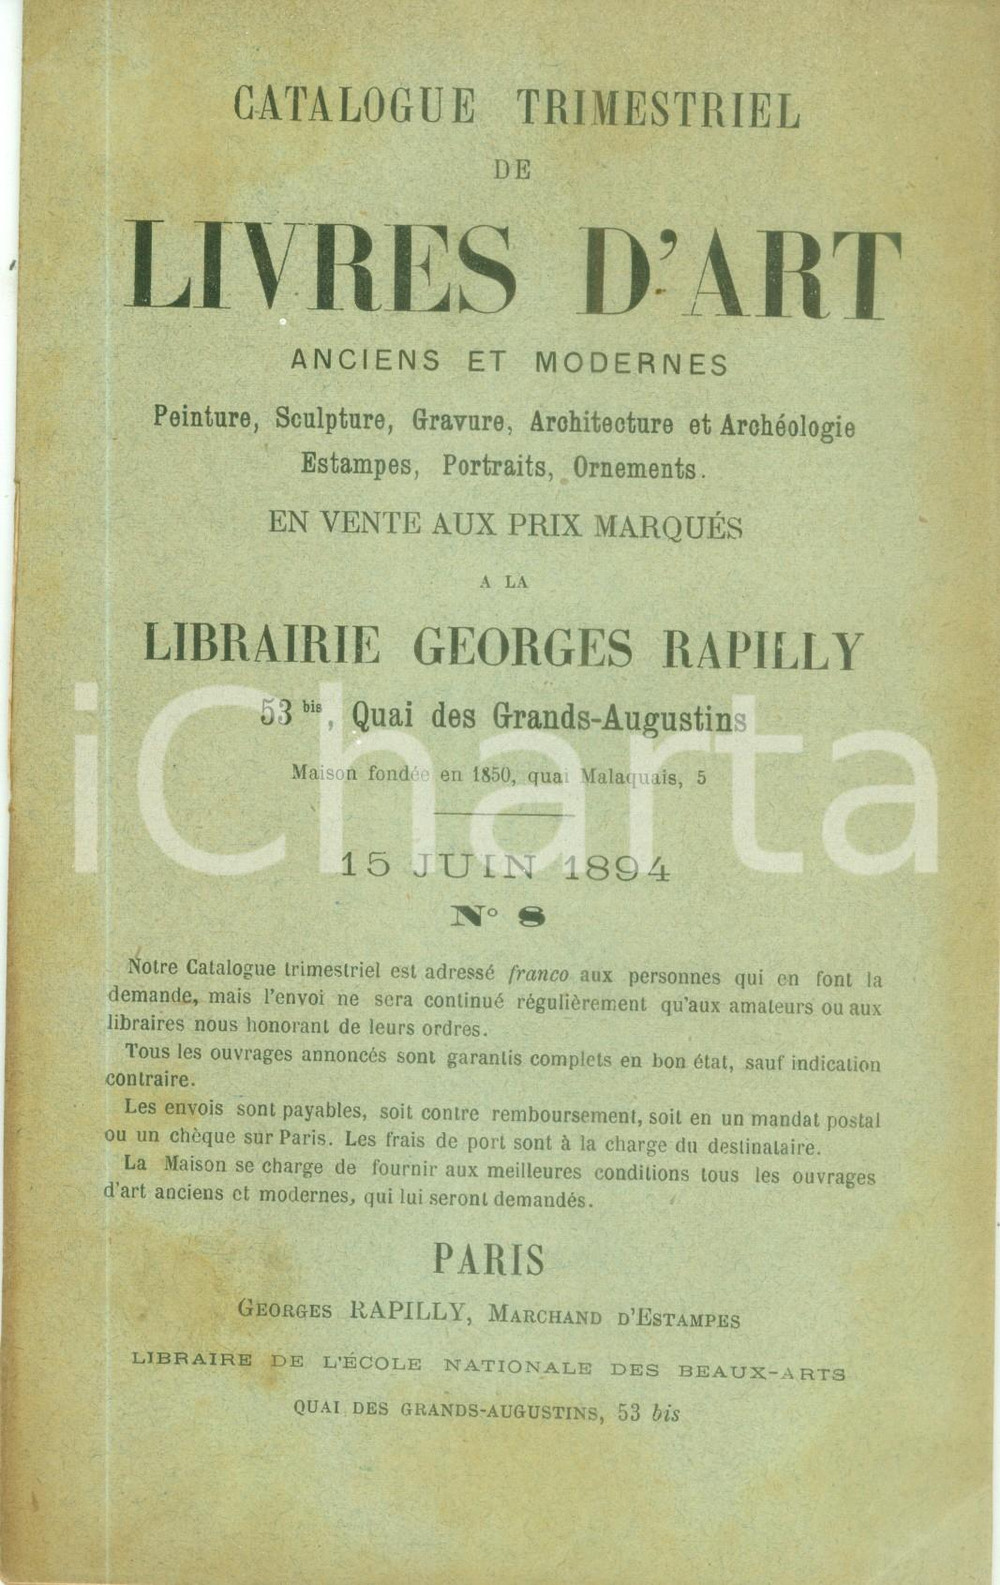 CATALOGUE TRIMESTRIEL
DE
LIVRES D'ART
ANCIENS ET MODERNES
Peinture, Sculpture, Gravure, Architecture et Archéologie
Estampes, Portraits, Ornements.
EN VENTE AUX PRIX MARQUÉS
A LA
LIBRAIRIE GEORGES RAPILLY
53 bis, Quai des Grands-Augustins
Maison fondée en 1850, quai Malaquais, 5
iCharta
15 JUIN 1894
N° 8
Notre Catalogue trimestriel est adressé franco aux personnes qui en font la
demande, mais l'envoi ne sera continué régulièrement qu'aux amateurs ou aux
libraires nous honorant de leurs ordres.
Tous les ouvrages annoncés sont garantis complets en bon état, sauf indication
contraire.
Les envois sont payables, soit contre remboursement, soit en un mandat postal
ou un chèque sur Paris. Les frais de port sont à la charge du destinataire.
La Maison se charge de fournir aux meilleures conditions tous les ouvrages
d'art anciens et modernes, qui lui seront demandés.
PARIS
GEORGES RAPILLY, MARCHAND D'ESTAMPES
LIBRAIRE DE L'ÉCOLE NATIONALE DES BEAUX-ARTS
QUAI DES GRANDS-AUGUSTINS, 53 bis